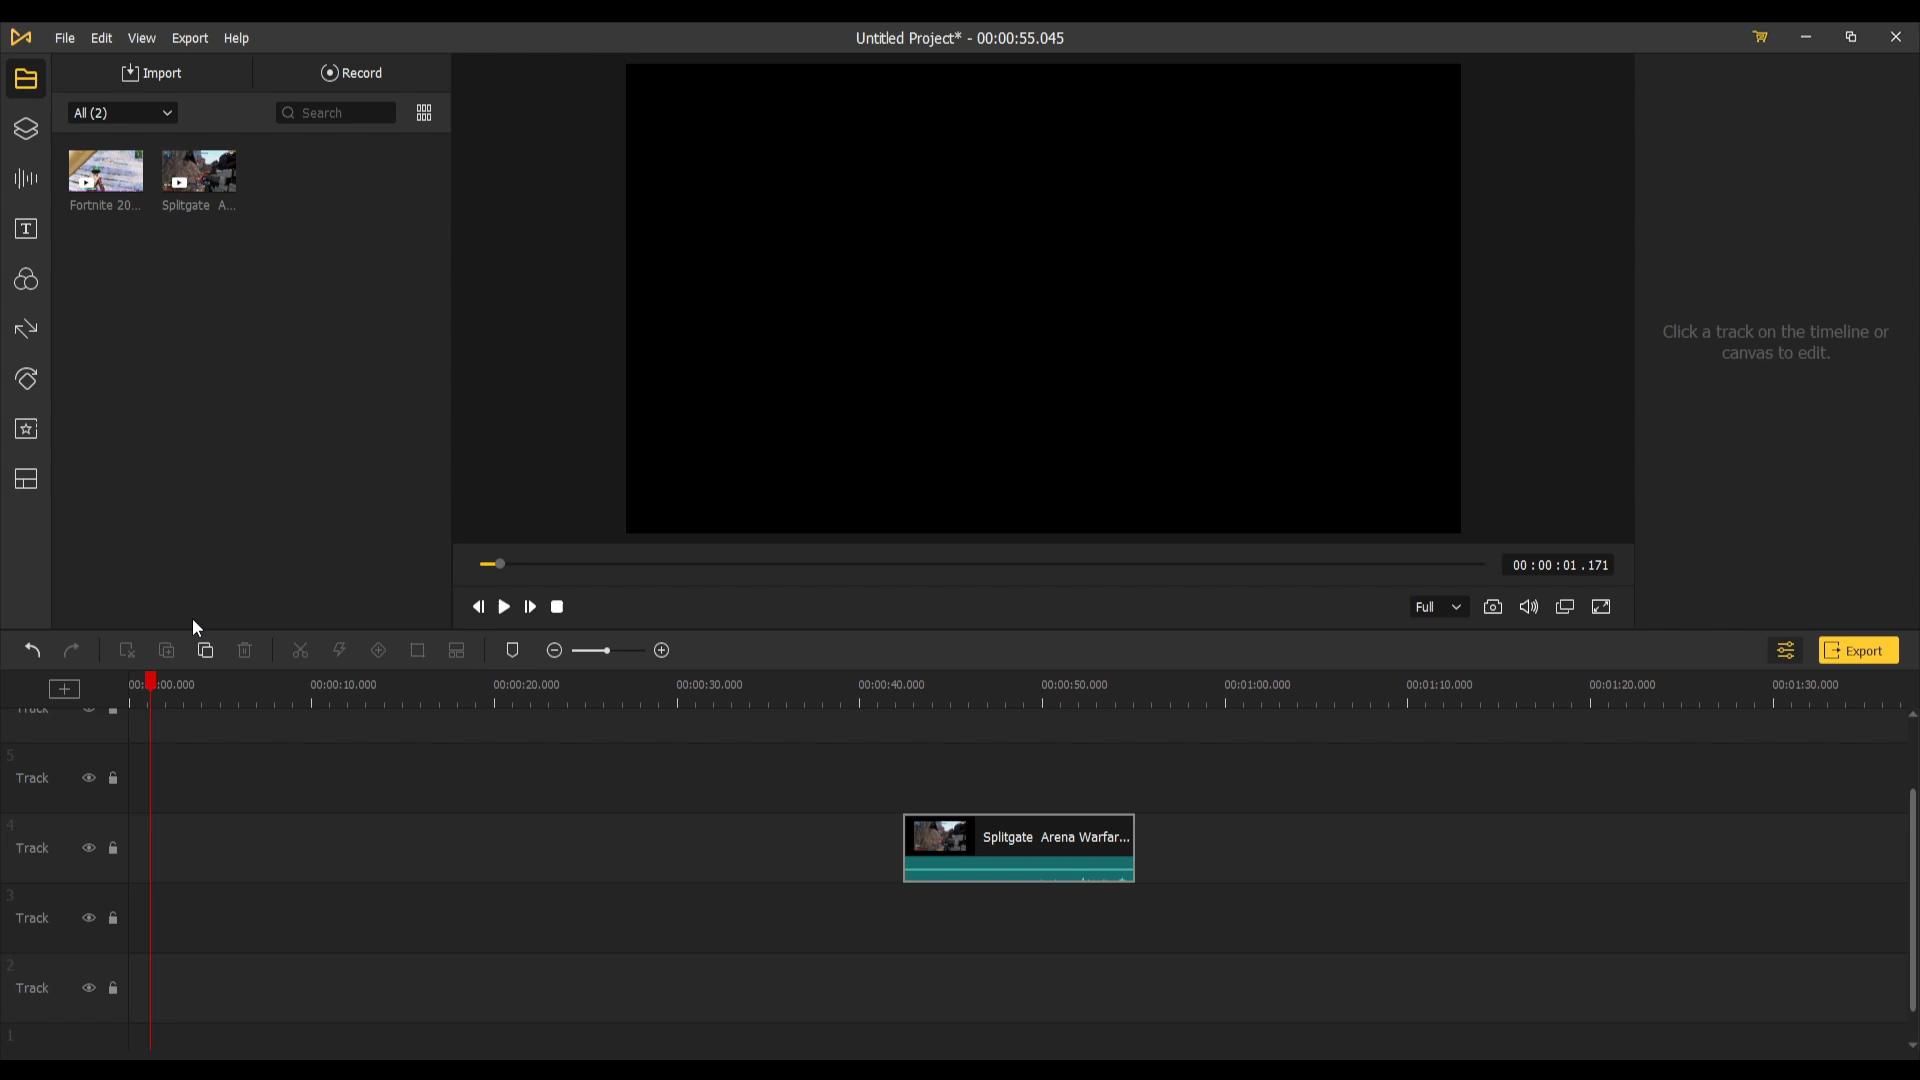 File Edit View Export Help
Untitled Project* - 00:00:55.045
Import
Record
All (2)
Search
Fortnite 20...
Splitgate A...
Click a track on the timeline or
canvas to edit.
00:00:01.171
Full
Export
00:00:10.000
00:00:20.000
00:00:30.000
00:00:40.000
00:00:50.000
00:01:00.000
00:01:10.000
00:01:20.000
00:01:30.000
Track
5
Track
4
Track
Splitgate Arena Warfar...
3
Track
2
Track
1